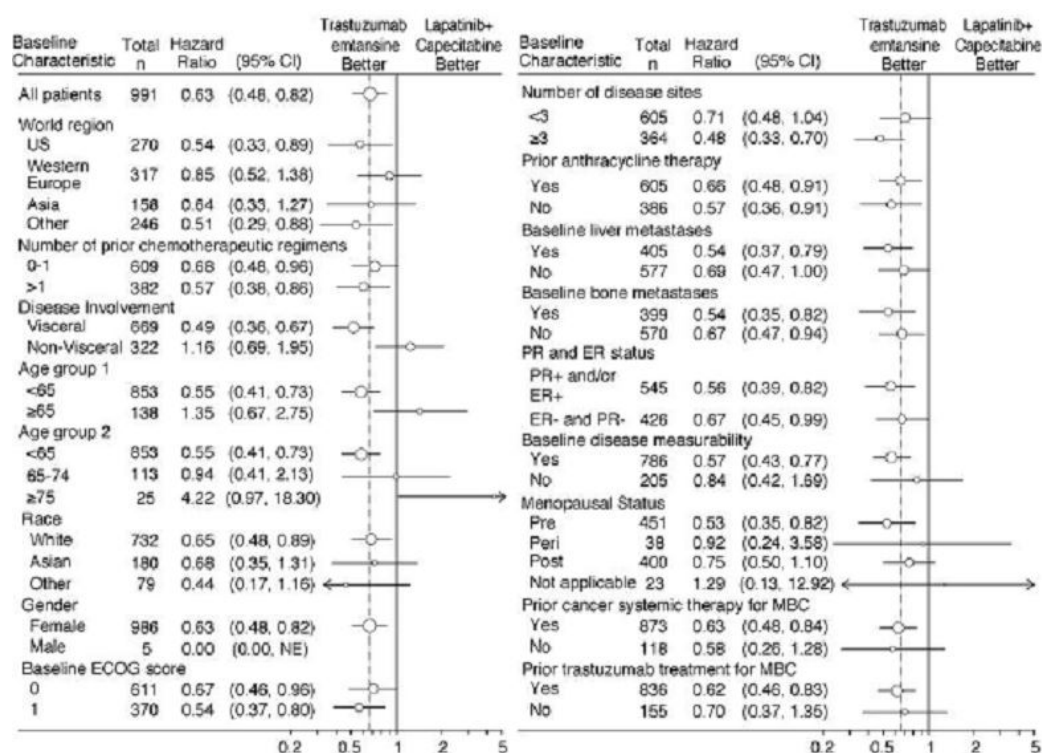 Baseline Characteristic Total n Hazard Ratio (95% CI) Trastuzumab emtansine Better Lapatinib+ Capecitabine Better
All patients 991 0.63 (0.48, 0.82)
World region
US 270 0.54 (0.33, 0.89)
Western Europe 317 0.85 (0.52, 1.38)
Asia 158 0.64 (0.33, 1.27)
Other 246 0.51 (0.29, 0.88)
Number of prior chemotherapeutic regimens
0-1 609 0.68 (0.48, 0.96)
>1 382 0.57 (0.38, 0.86)
Disease Involvement
Visceral 669 0.49 (0.36, 0.67)
Non-Visceral 322 1.16 (0.69, 1.95)
Age group 1
<65 853 0.55 (0.41, 0.73)
≥65 138 1.35 (0.67, 2.75)
Age group 2
<65 853 0.55 (0.41, 0.73)
65-74 113 0.94 (0.41, 2.13)
≥75 25 4.22 (0.97, 18.30)
Race
White 732 0.65 (0.48, 0.89)
Asian 180 0.68 (0.35, 1.31)
Other 79 0.44 (0.17, 1.16)
Gender
Female 986 0.63 (0.48, 0.82)
Male 5 0.00 (0.00, NE)
Baseline ECOG score
0 611 0.67 (0.46, 0.96)
1 370 0.54 (0.37, 0.80)
0.2 0.5 1 2 5
Baseline Characteristic Total n Hazard Ratio (95% CI) Trastuzumab emtansine Better Lapatinib+ Capecitabine Better
Number of disease sites
<3 605 0.71 (0.48, 1.04)
≥3 364 0.48 (0.33, 0.70)
Prior anthracycline therapy
Yes 605 0.66 (0.48, 0.91)
No 386 0.57 (0.36, 0.91)
Baseline liver metastases
Yes 405 0.54 (0.37, 0.79)
No 577 0.69 (0.47, 1.00)
Baseline bone metastases
Yes 399 0.54 (0.35, 0.82)
No 570 0.67 (0.47, 0.94)
PR and ER status
PR+ and/or ER+ 545 0.56 (0.39, 0.82)
ER- and PR- 426 0.67 (0.45, 0.99)
Baseline disease measurability
Yes 786 0.57 (0.43, 0.77)
No 205 0.84 (0.42, 1.69)
Menopausal Status
Pre 451 0.53 (0.35, 0.82)
Peri 38 0.92 (0.24, 3.58)
Post 400 0.75 (0.50, 1.10)
Not applicable 23 1.29 (0.13, 12.92)
Prior cancer systemic therapy for MBC
Yes 873 0.63 (0.48, 0.84)
No 118 0.58 (0.26, 1.28)
Prior trastuzumab treatment for MBC
Yes 836 0.62 (0.46, 0.83)
No 155 0.70 (0.37, 1.35)
0.2 0.5 1 2 5